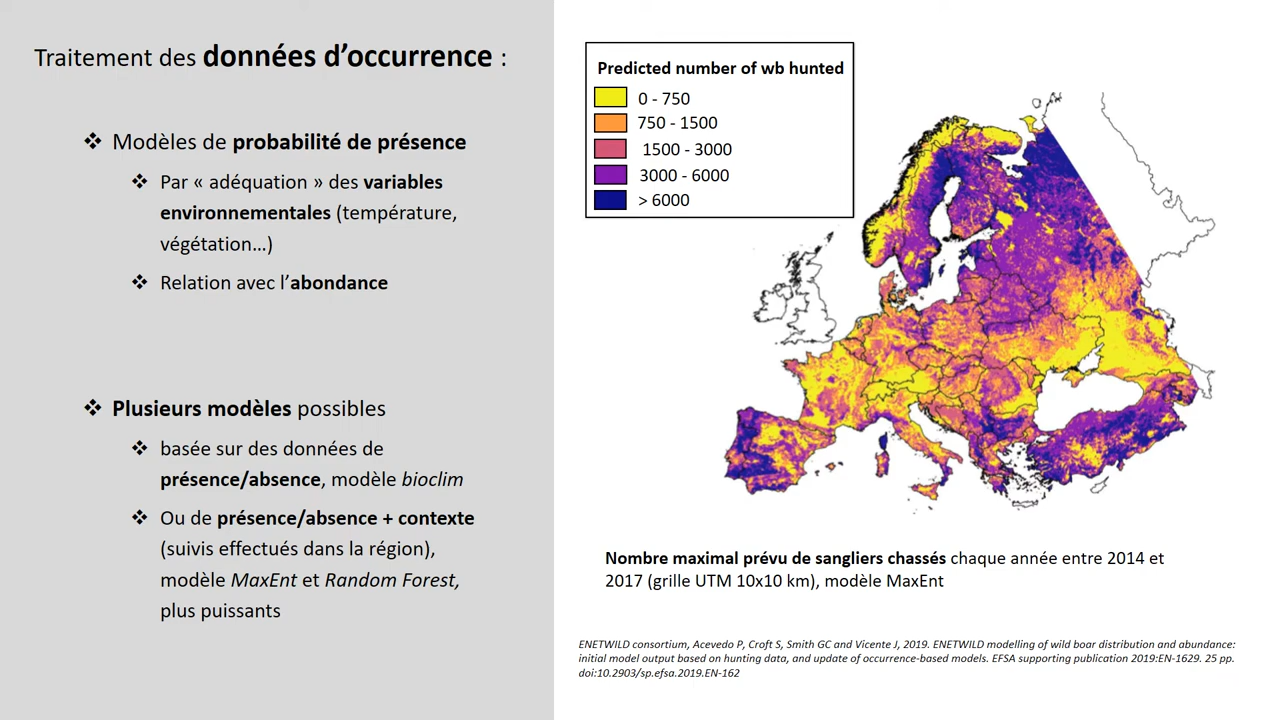 Traitement des données d’occurrence :
❖ Modèles de probabilité de présence
❖ Par « adéquation » des variables
environnementales (température,
végétation…)
❖ Relation avec l’abondance
❖ Plusieurs modèles possibles
❖ basée sur des données de
présence/absence, modèle bioclim
❖ Ou de présence/absence + contexte
(suivis effectués dans la région),
modèle MaxEnt et Random Forest,
plus puissants
Predicted number of wb hunted
0 - 750
750 - 1500
1500 - 3000
3000 - 6000
> 6000
Nombre maximal prévu de sangliers chassés chaque année entre 2014 et
2017 (grille UTM 10x10 km), modèle MaxEnt
ENETWILD consortium, Acevedo P, Croft S, Smith GC and Vicente J, 2019. ENETWILD modelling of wild boar distribution and abundance:
initial model output based on hunting data, and update of occurrence-based models. EFSA supporting publication 2019:EN-1629. 25 pp.
doi:10.2903/sp.efsa.2019.EN-162